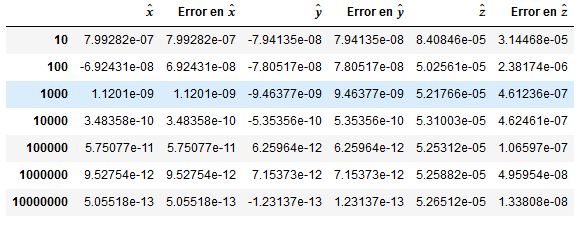 x̂ Error en x̂ ŷ Error en ŷ ẑ Error en ẑ
10 7.99282e-07 7.99282e-07 -7.94135e-08 7.94135e-08 8.40846e-05 3.14468e-05
100 -6.92431e-08 6.92431e-08 -7.80517e-08 7.80517e-08 5.02561e-05 2.38174e-06
1000 1.1201e-09 1.1201e-09 -9.46377e-09 9.46377e-09 5.21766e-05 4.61236e-07
10000 3.48358e-10 3.48358e-10 -5.35356e-10 5.35356e-10 5.31003e-05 4.62461e-07
100000 5.75077e-11 5.75077e-11 6.25964e-12 6.25964e-12 5.25312e-05 1.06597e-07
1000000 9.52754e-12 9.52754e-12 7.15373e-12 7.15373e-12 5.25882e-05 4.95954e-08
10000000 5.05518e-13 5.05518e-13 -1.23137e-13 1.23137e-13 5.26512e-05 1.33808e-08